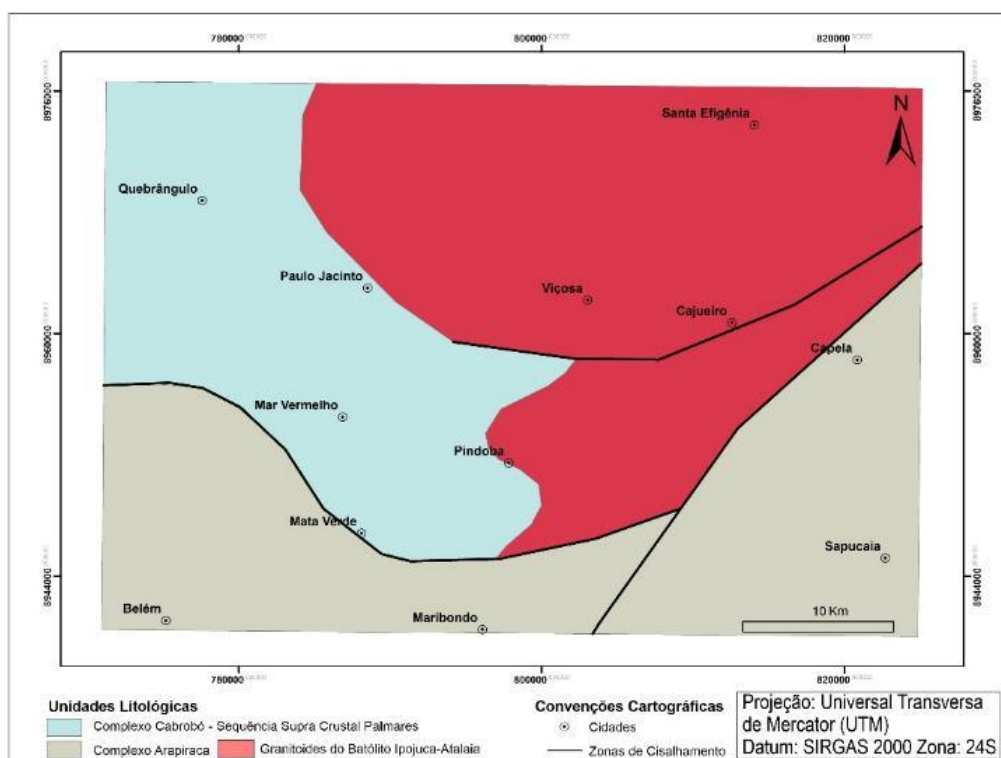 780000
800000
820000
8976000
8976000
Santa Efigênia
N
Quebrângulo
Paulo Jacinto
Viçosa
Cajueiro
8960000
8960000
Capela
Mar Vermelho
Pindoba
Mata Verde
Sapucaia
8944000
8944000
Belém
Maribondo
10 Km
780000
800000
820000
Unidades Litológicas
Complexo Cabrobó - Sequência Supra Crustal Palmares
Complexo Arapiraca
Granitoides do Batólito Ipojuca-Atalaia
Convenções Cartográficas
Cidades
Zonas de Cisalhamento
Projeção: Universal Transversa
de Mercator (UTM)
Datum: SIRGAS 2000 Zona: 24S